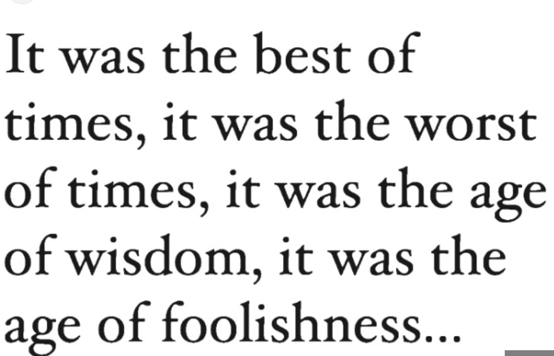 It was the best of
times, it was the worst
of times, it was the age
of wisdom, it was the
age of foolishness...